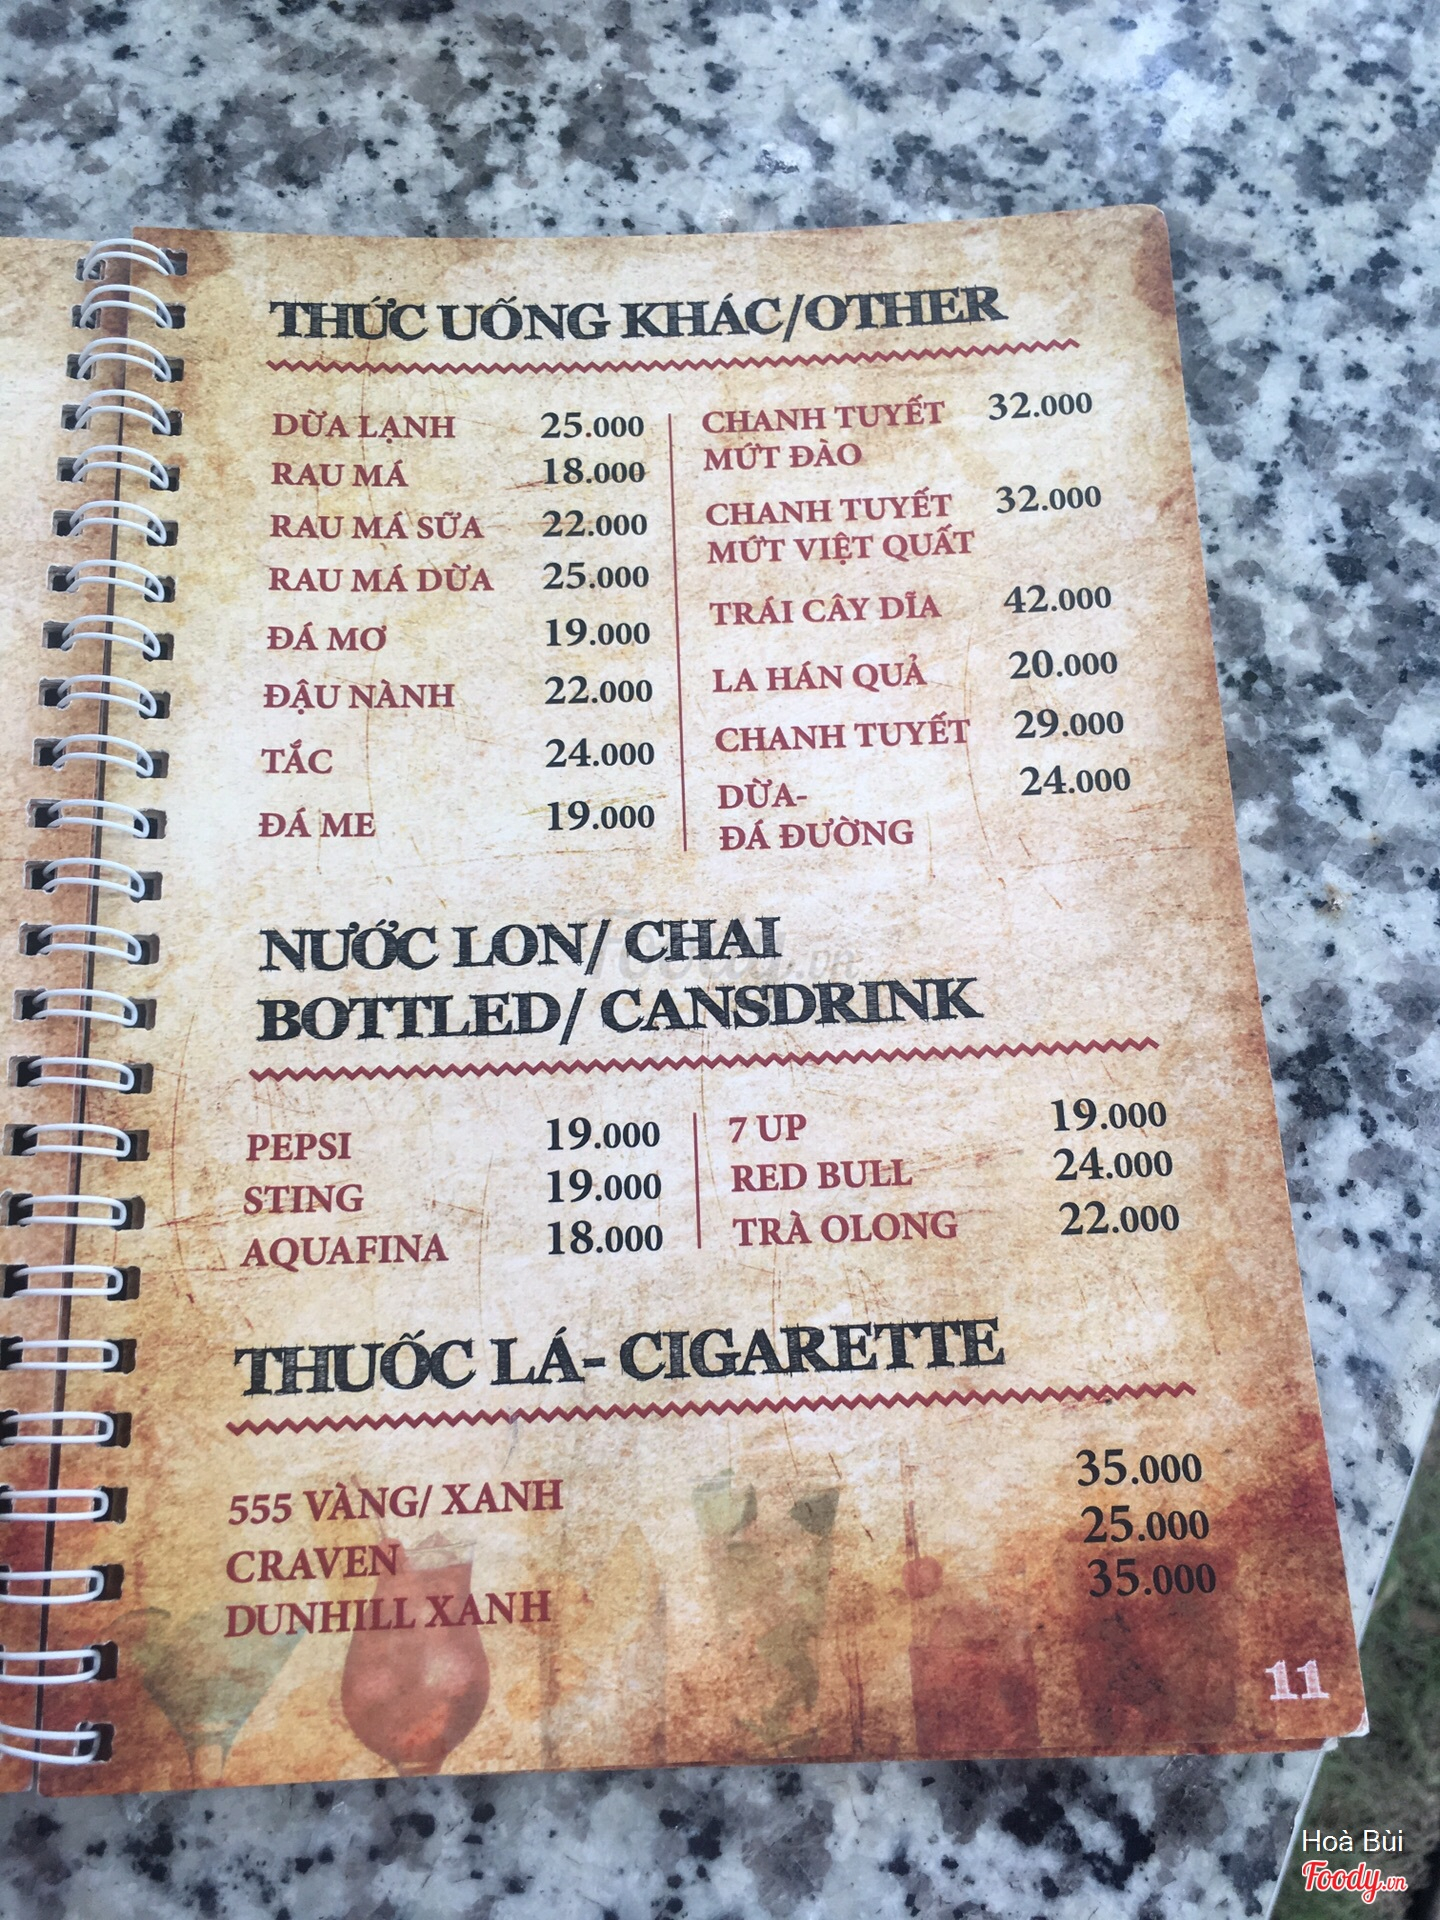 THỨC UỐNG KHÁC/OTHER
DỪA LẠNH 25.000
RAU MÁ 18.000
RAU MÁ SỮA 22.000
RAU MÁ DỪA 25.000
ĐÁ MƠ 19.000
ĐẬU NÀNH 22.000
TẮC 24.000
ĐÁ ME 19.000
CHANH TUYẾT 32.000
MỨT ĐÀO
CHANH TUYẾT 32.000
MỨT VIỆT QUẤT
TRÁI CÂY DĨA 42.000
LA HÁN QUẢ 20.000
CHANH TUYẾT 29.000
DỪA- 24.000
ĐÁ ĐƯỜNG
NƯỚC LON/ CHAI
BOTTLED/ CANSDRINK
PEPSI 19.000
STING 19.000
AQUAFINA 18.000
7 UP 19.000
RED BULL 24.000
TRÀ OLONG 22.000
THUỐC LÁ- CIGARETTE
555 VÀNG/ XANH 35.000
CRAVEN 25.000
DUNHILL XANH 35.000
11
Foody.vn
Hoà Bùi
Foody.vn